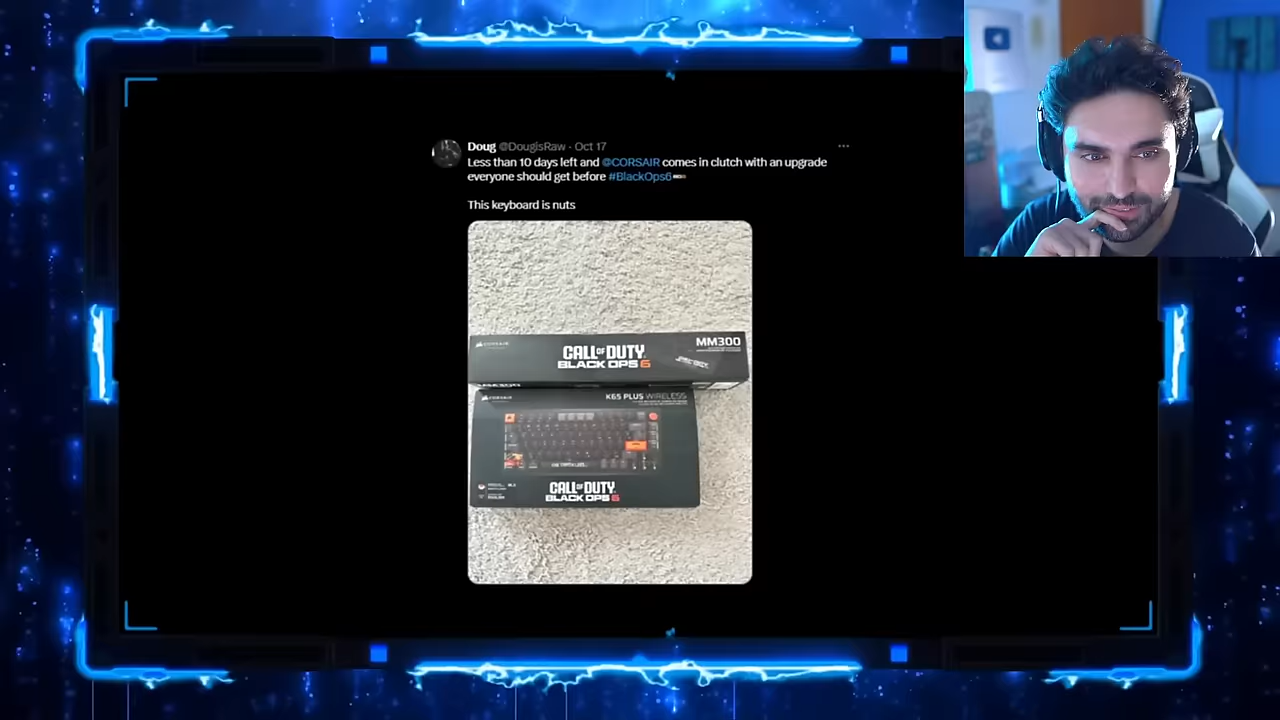 Doug @DougisRaw · Oct 17
Less than 10 days left and @CORSAIR comes in clutch with an upgrade
everyone should get before #BlackOps6
This keyboard is nuts
CORSAIR
MM300
CALL OF DUTY
BLACK OPS 6
CORSAIR
K65 PLUS WIRELESS
CALL OF DUTY
BLACK OPS 6